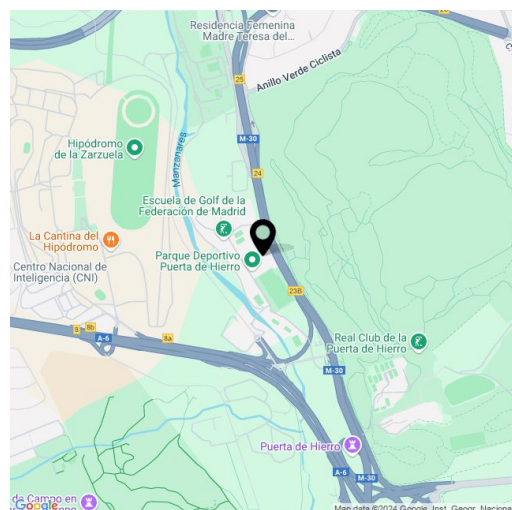 Residencia Femenina
Madre Teresa del...
25
Anillo Verde Ciclista
M-30
Hipódromo
de la Zarzuela
Manzanares
24
Escuela de Golf de la
Federación de Madrid
La Cantina del
Hipódromo
Parque Deportivo
Puerta de Hierro
Centro Nacional de
Inteligencia (CNI)
23B
9
8b
A-6
8a
Real Club de la
Puerta de Hierro
M-30
Puerta de Hierro
A-6
M-30
de Campo en
Google
Map data ©2024 Google, Inst. Geogr. Nacional